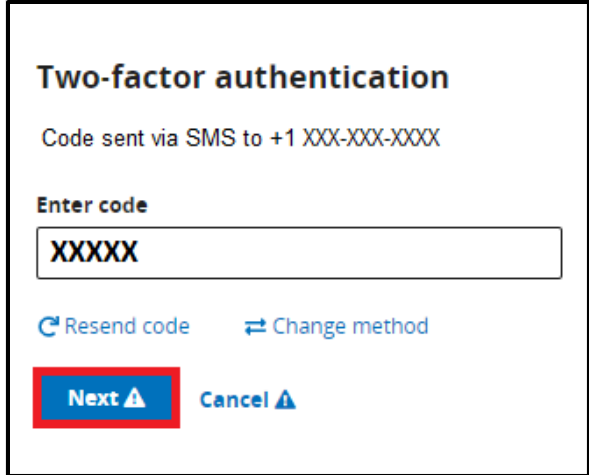 Two-factor authentication
Code sent via SMS to +1 XXX-XXX-XXXX
Enter code
XXXXX
Resend code Change method
Next Cancel